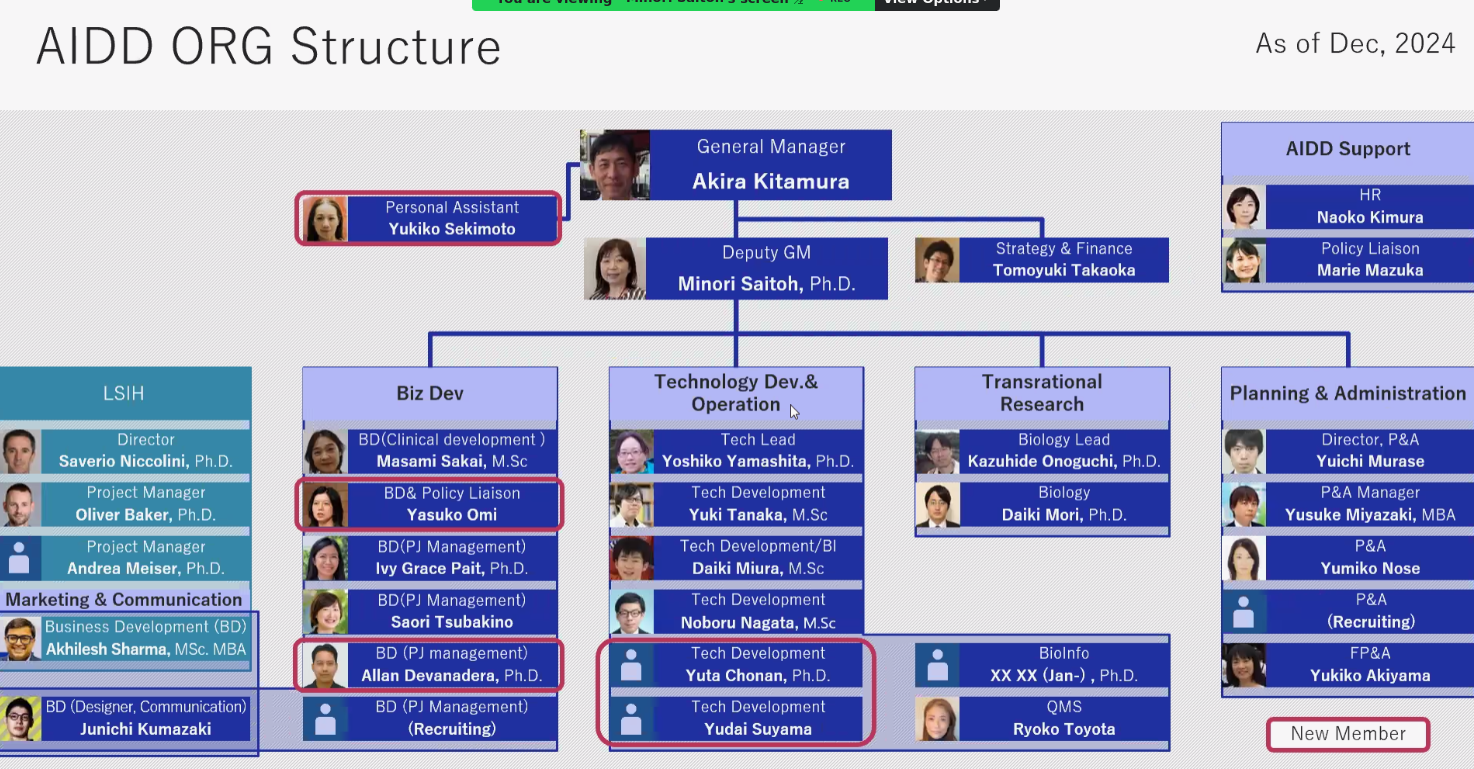 You are viewing Minori Saitoh's screen
View Options
AIDD ORG Structure
As of Dec, 2024
General Manager
Akira Kitamura
Personal Assistant
Yukiko Sekimoto
Deputy GM
Minori Saitoh, Ph.D.
Strategy & Finance
Tomoyuki Takaoka
AIDD Support
HR
Naoko Kimura
Policy Liaison
Marie Mazuka
LSIH
Director
Saverio Niccolini, Ph.D.
Project Manager
Oliver Baker, Ph.D.
Project Manager
Andrea Meiser, Ph.D.
Marketing & Communication
Business Development (BD)
Akhilesh Sharma, MSc. MBA
BD (Designer, Communication)
Junichi Kumazaki
Biz Dev
BD(Clinical development )
Masami Sakai, M.Sc
BD& Policy Liaison
Yasuko Omi
BD(PJ Management)
Ivy Grace Pait, Ph.D.
BD(PJ Management)
Saori Tsubakino
BD (PJ management)
Allan Devanadera, Ph.D.
BD (PJ Management)
(Recruiting)
Technology Dev.&
Operation
Tech Lead
Yoshiko Yamashita, Ph.D.
Tech Development
Yuki Tanaka, M.Sc
Tech Development/BI
Daiki Miura, M.Sc
Tech Development
Noboru Nagata, M.Sc
Tech Development
Yuta Chonan, Ph.D.
Tech Development
Yudai Suyama
Transrational
Research
Biology Lead
Kazuhide Onoguchi, Ph.D.
Biology
Daiki Mori, Ph.D.
BioInfo
XX XX (Jan-) , Ph.D.
QMS
Ryoko Toyota
Planning & Administration
Director, P&A
Yuichi Murase
P&A Manager
Yusuke Miyazaki, MBA
P&A
Yumiko Nose
P&A
(Recruiting)
FP&A
Yukiko Akiyama
New Member